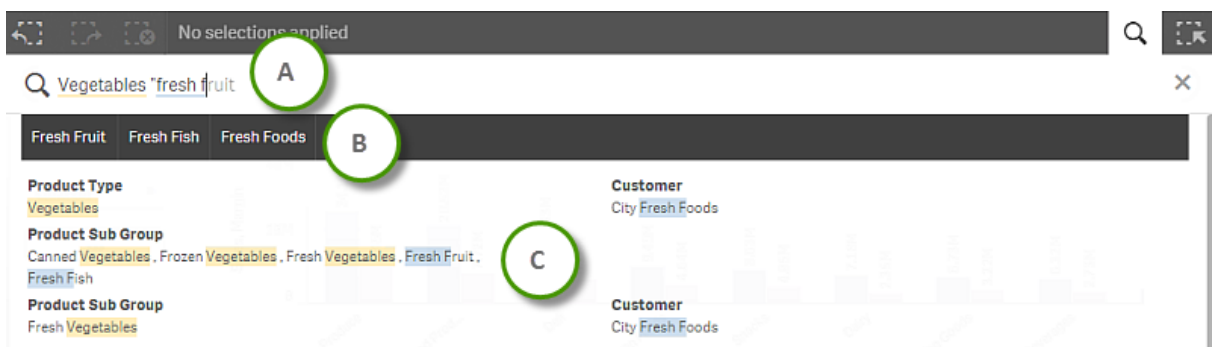 No selections applied
A
Vegetables "fresh fruit
Fresh Fruit Fresh Fish Fresh Foods
B
Product Type
Vegetables
Customer
City Fresh Foods
Product Sub Group
Canned Vegetables , Frozen Vegetables , Fresh Vegetables , Fresh Fruit ,
Fresh Fish
C
Product Sub Group
Fresh Vegetables
Customer
City Fresh Foods